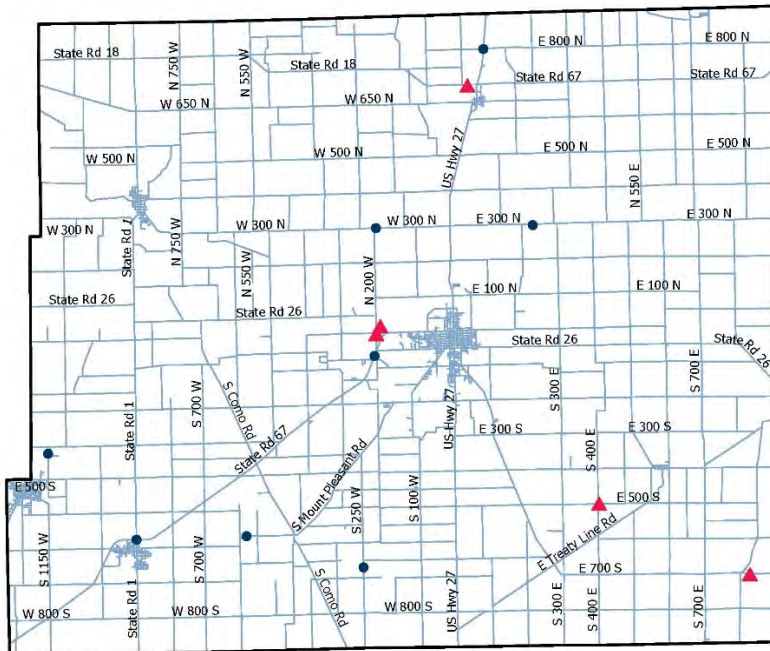 E 800 N
E 800 N
State Rd 18
N 750 W
N 550 W
State Rd 18
State Rd 67
State Rd 67
W 650 N
W 650 N
US Hwy 27
W 500 N
W 500 N
E 500 N
E 500 N
N 550 E
W 300 N
State Rd 1
N 750 W
W 300 N
E 300 N
E 300 N
N 550 W
N 200 W
E 100 N
E 100 N
State Rd 26
State Rd 26
State Rd 26
State Rd 26
S 700 E
S 300 E
State Rd 1
S 700 W
S Como Rd
State Rd 67
US Hwy 27
E 300 S
E 300 S
S Mount Pleasant Rd
S 400 E
E 500 S
S 250 W
S 100 W
E 500 S
S 1150 W
S 700 W
E Treaty Line Rd
E 700 S
W 800 S
State Rd 1
W 800 S
S Como Rd
W 800 S
US Hwy 27
S 300 E
S 400 E
S 700 E